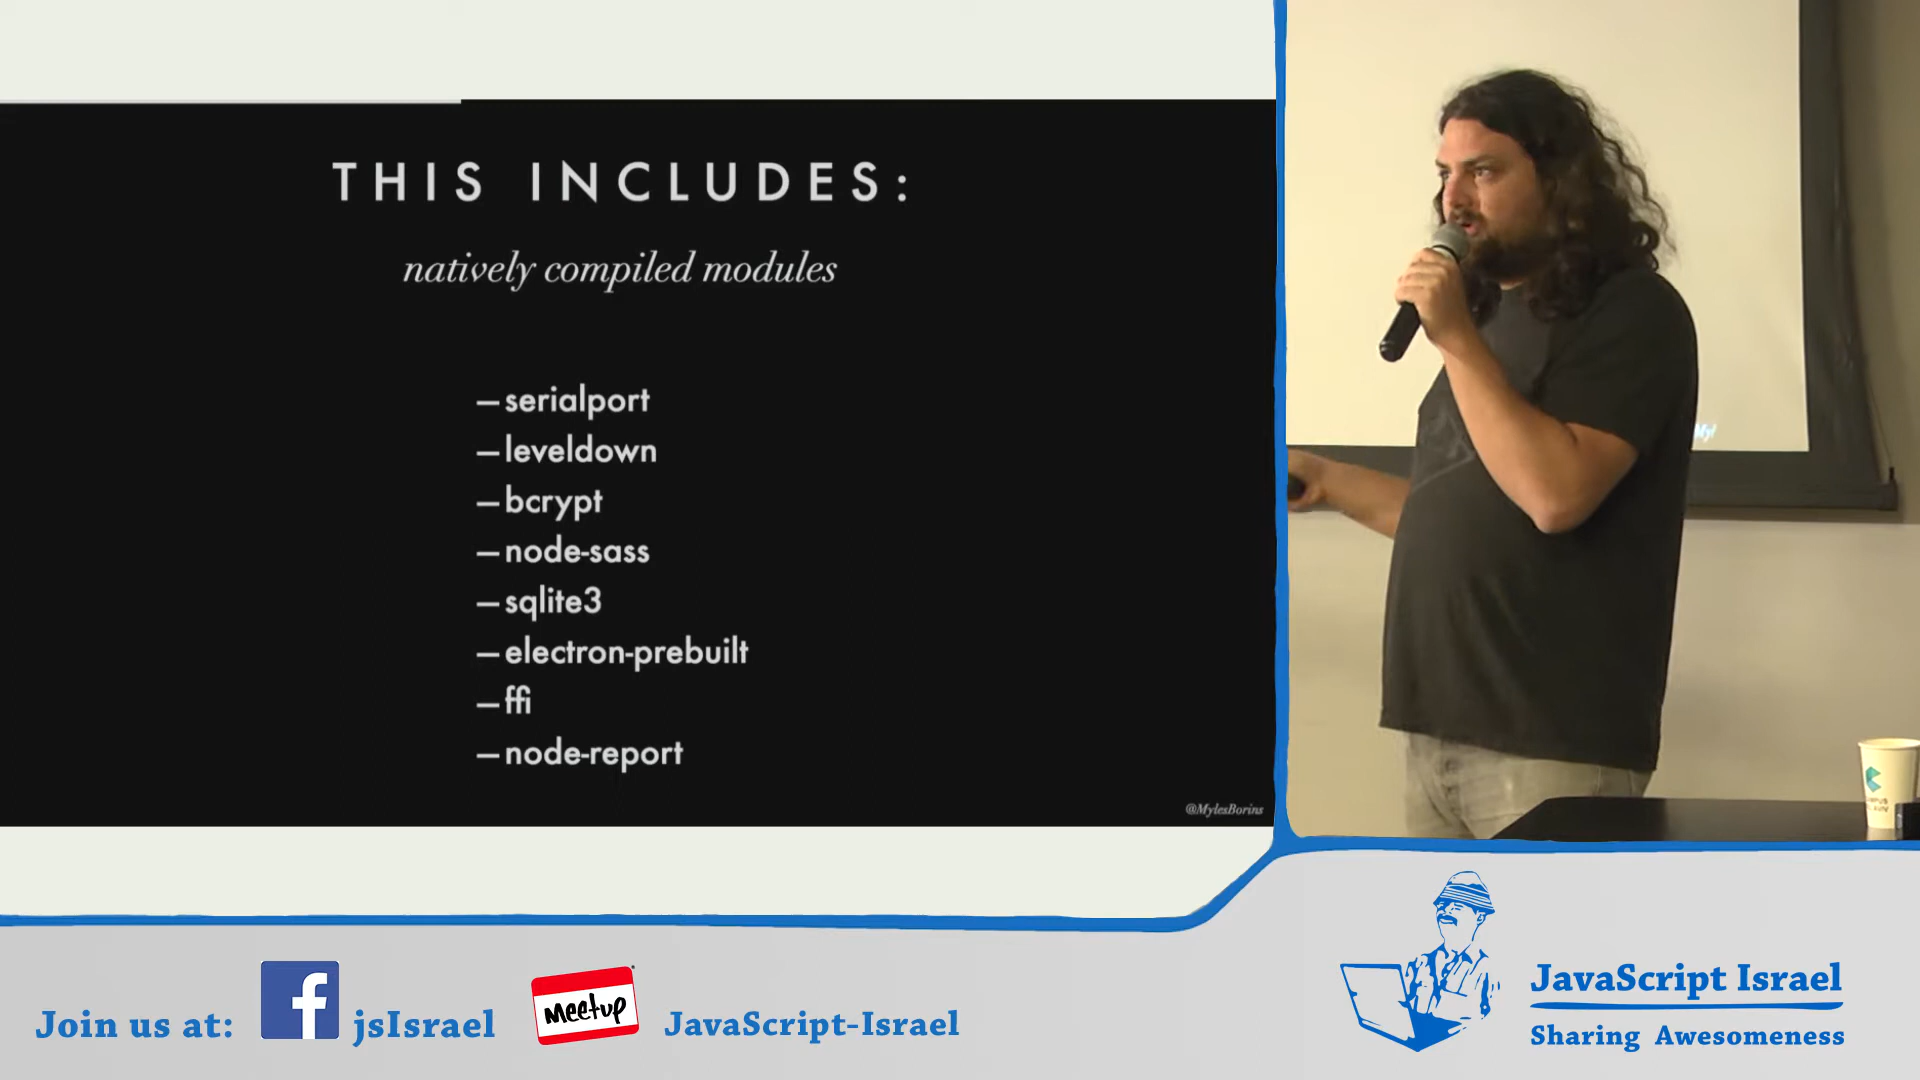 THIS INCLUDES:
natively compiled modules
— serialport
— leveldown
— bcrypt
— node-sass
— sqlite3
— electron-prebuilt
— ffi
— node-report
@MylesBorins
Join us at:
jsIsrael
Meetup
JavaScript-Israel
JavaScript Israel
Sharing Awesomeness